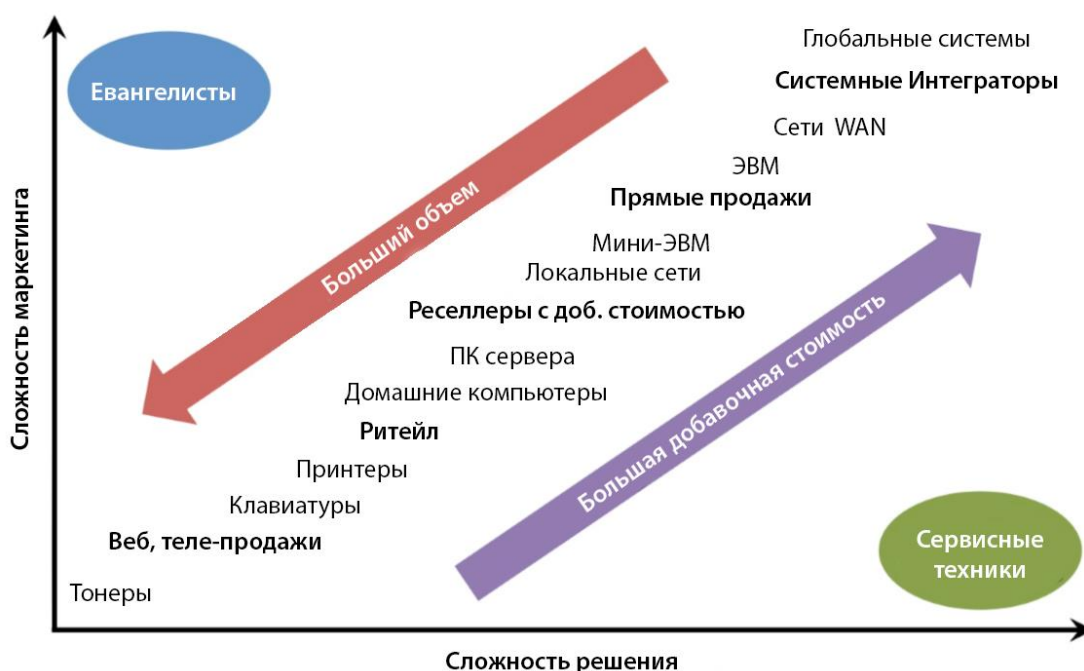 Глобальные системы
Евангелисты
Системные Интеграторы
Сети WAN
ЭВМ
Прямые продажи
Больший объем
Мини-ЭВМ
Локальные сети
Реселлеры с доб. стоимостью
ПК сервера
Домашние компьютеры
Ритейл
Большая добавочная стоимость
Принтеры
Клавиатуры
Веб, теле-продажи
Сервисные
техники
Тонеры
Сложность маркетинга
Сложность решения